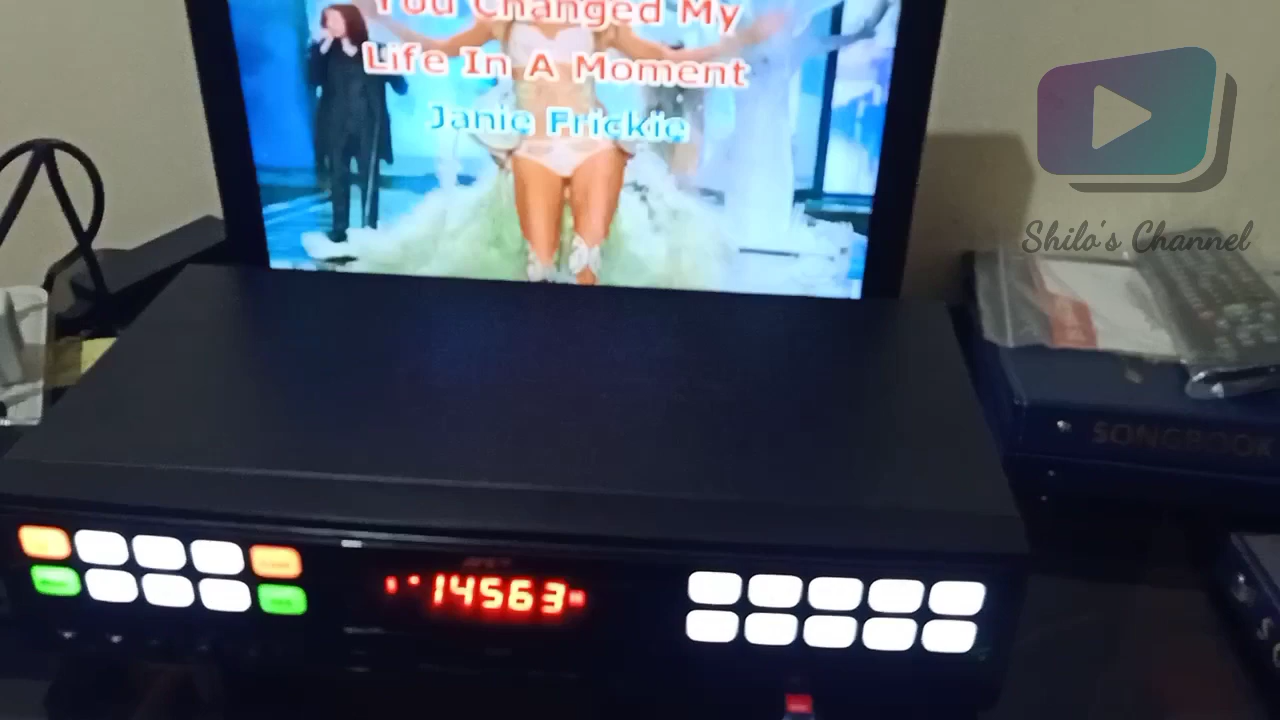 You Changed My
Life In A Moment
Janie Frickie
Shilo's Channel
SONGBOOK
14563